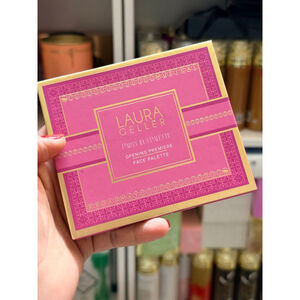 LAURA
GELLER
OPENING PREMIERE
FACE PALETTE